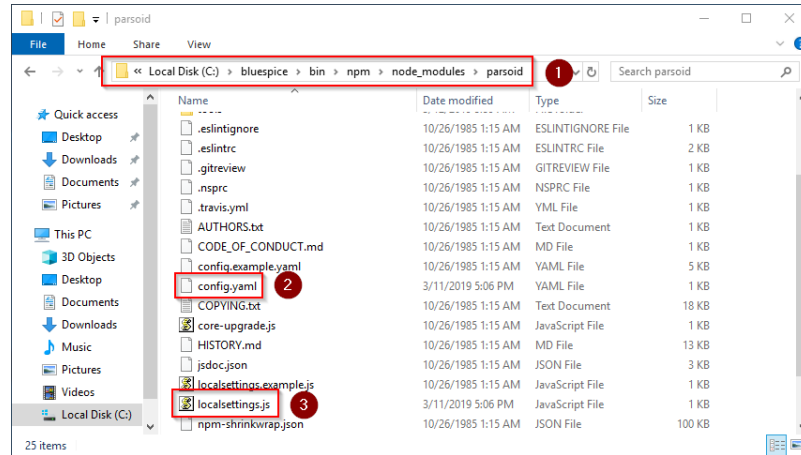 parsoid
File Home Share View
« Local Disk (C:) › bluespice › bin › npm › node_modules › parsoid 1 Search parsoid
Name Date modified Type Size
Quick access
.eslintignore 10/26/1985 1:15 AM ESLINTIGNORE File 1 KB
Desktop
.eslintrc 10/26/1985 1:15 AM ESLINTRC File 2 KB
Downloads
.gitreview 10/26/1985 1:15 AM GITREVIEW File 1 KB
Documents
.nsprc 10/26/1985 1:15 AM NSPRC File 1 KB
Pictures
.travis.yml 10/26/1985 1:15 AM YML File 1 KB
AUTHORS.txt 10/26/1985 1:15 AM Text Document 1 KB
This PC
CODE_OF_CONDUCT.md 10/26/1985 1:15 AM MD File 1 KB
3D Objects
config.example.yaml 10/26/1985 1:15 AM YAML File 5 KB
Desktop
config.yaml 2 3/11/2019 5:06 PM YAML File 1 KB
Documents
COPYING.txt 10/26/1985 1:15 AM Text Document 18 KB
Downloads
core-upgrade.js 10/26/1985 1:15 AM JavaScript File 1 KB
Music
HISTORY.md 10/26/1985 1:15 AM MD File 13 KB
Pictures
jsdoc.json 10/26/1985 1:15 AM JSON File 3 KB
Videos
localsettings.example.js 10/26/1985 1:15 AM JavaScript File 1 KB
Local Disk (C:)
localsettings.js 3 3/11/2019 5:06 PM JavaScript File 1 KB
npm-shrinkwrap.json 10/26/1985 1:15 AM JSON File 100 KB
25 items